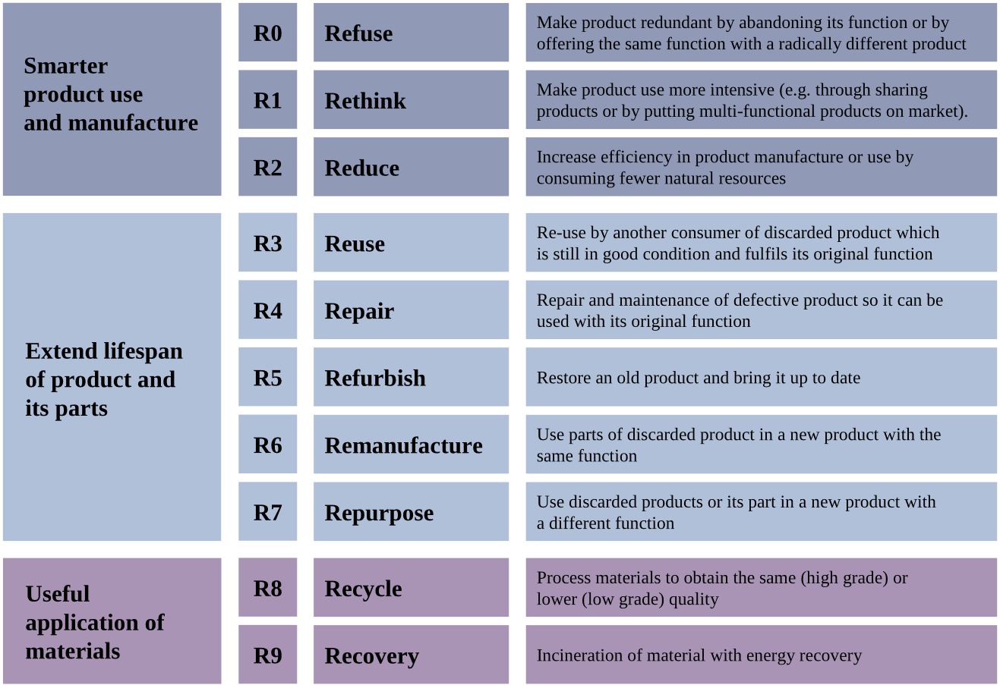 Smarter
product use
and manufacture
R0
Refuse
Make product redundant by abandoning its function or by
offering the same function with a radically different product
R1
Rethink
Make product use more intensive (e.g. through sharing
products or by putting multi-functional products on market).
R2
Reduce
Increase efficiency in product manufacture or use by
consuming fewer natural resources
Extend lifespan
of product and
its parts
R3
Reuse
Re-use by another consumer of discarded product which
is still in good condition and fulfils its original function
R4
Repair
Repair and maintenance of defective product so it can be
used with its original function
R5
Refurbish
Restore an old product and bring it up to date
R6
Remanufacture
Use parts of discarded product in a new product with the
same function
R7
Repurpose
Use discarded products or its part in a new product with
a different function
Useful
application of
materials
R8
Recycle
Process materials to obtain the same (high grade) or
lower (low grade) quality
R9
Recovery
Incineration of material with energy recovery